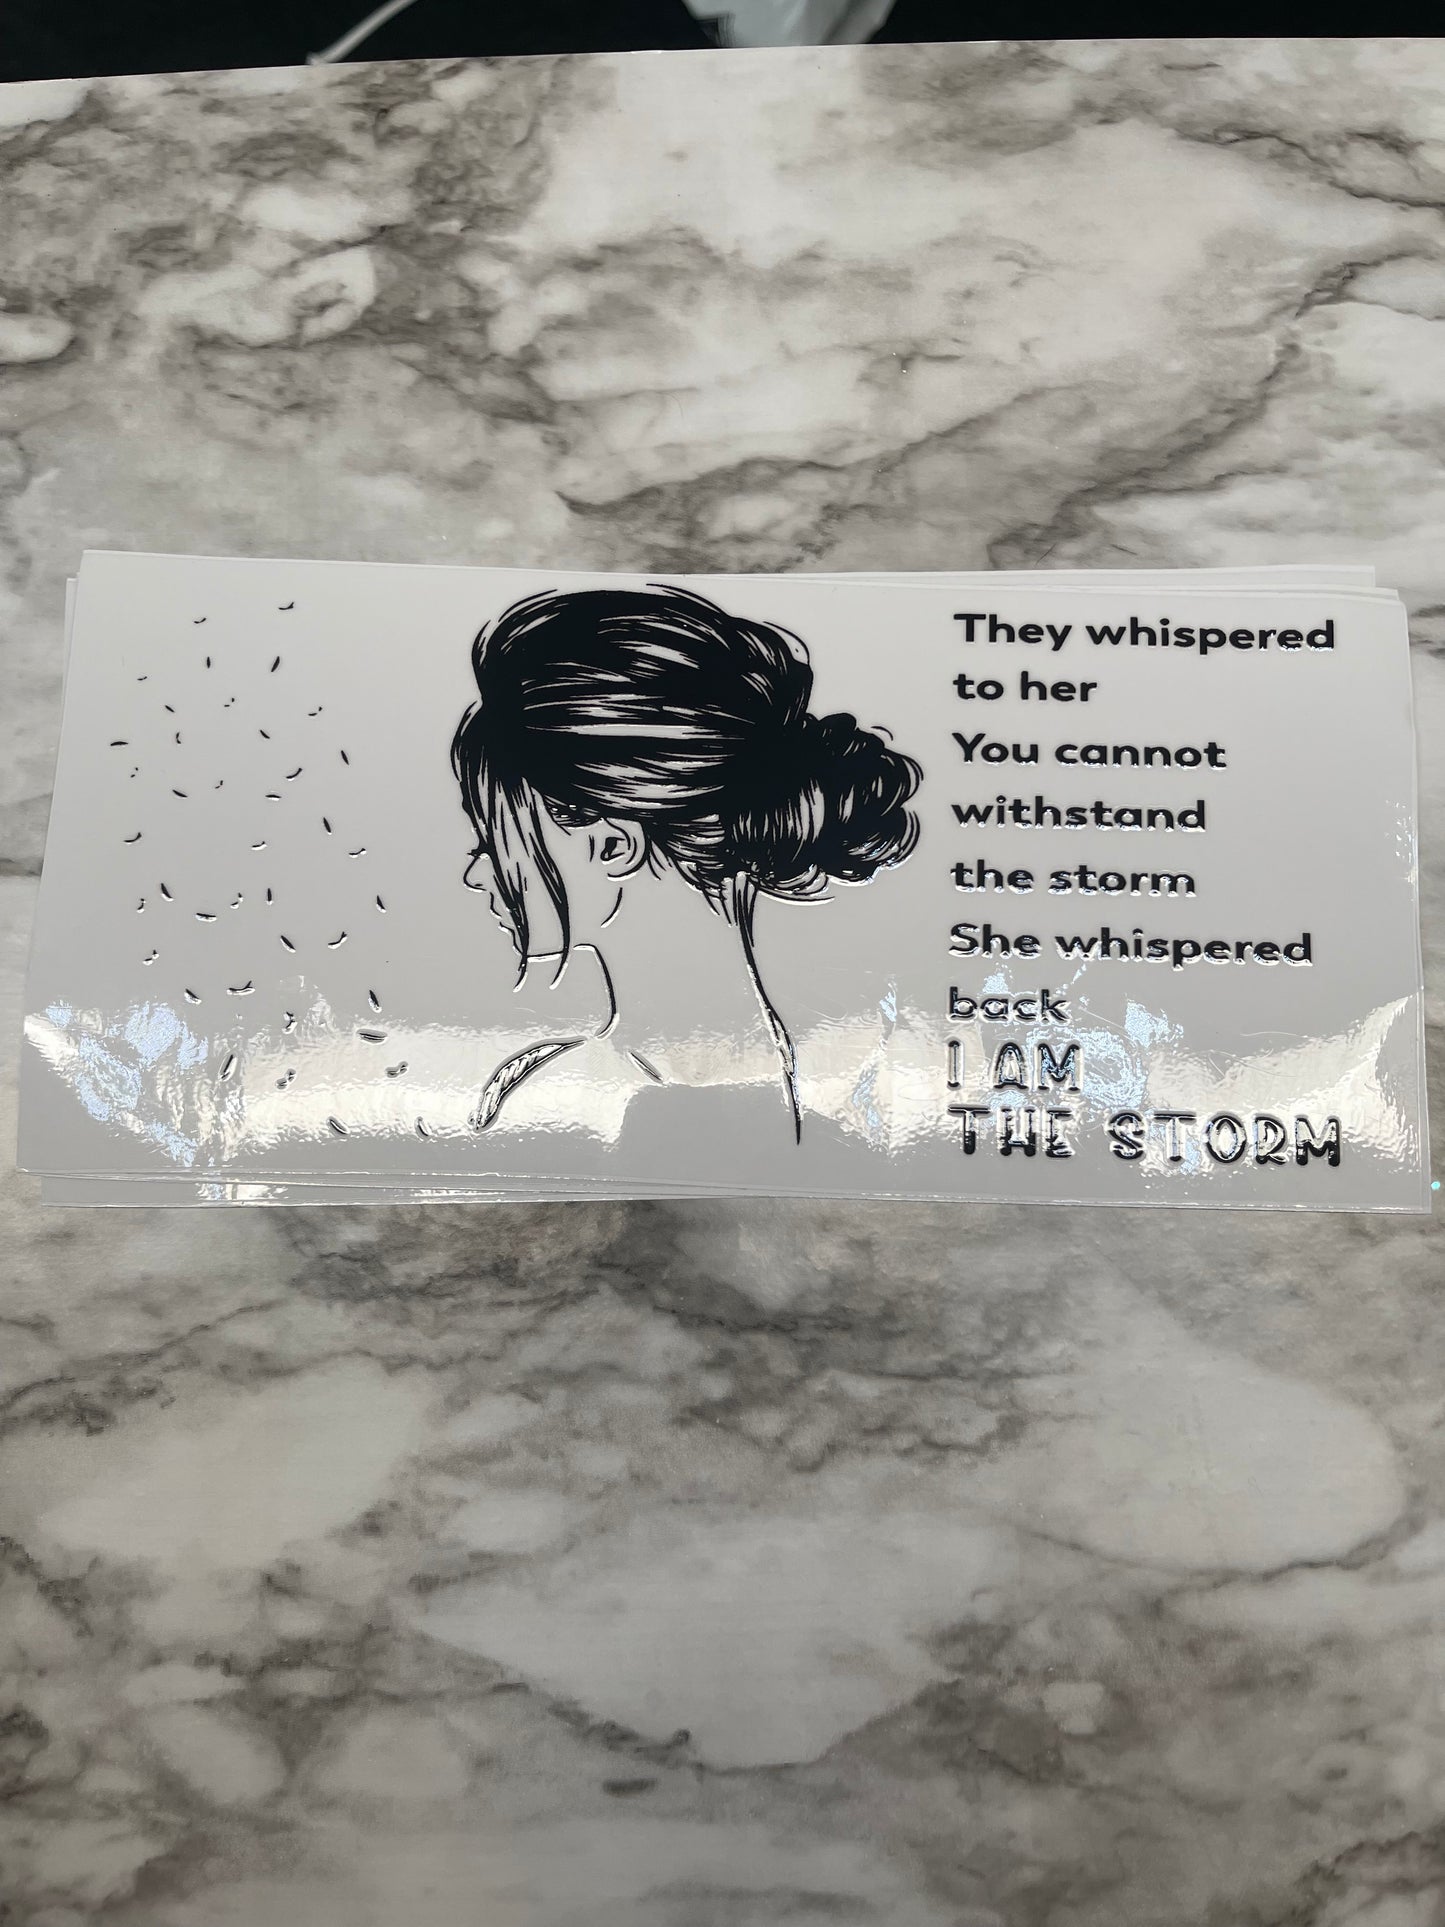 They whispered
to her
You cannot
withstand
the storm
She whispered
back
I AM
THE STORM